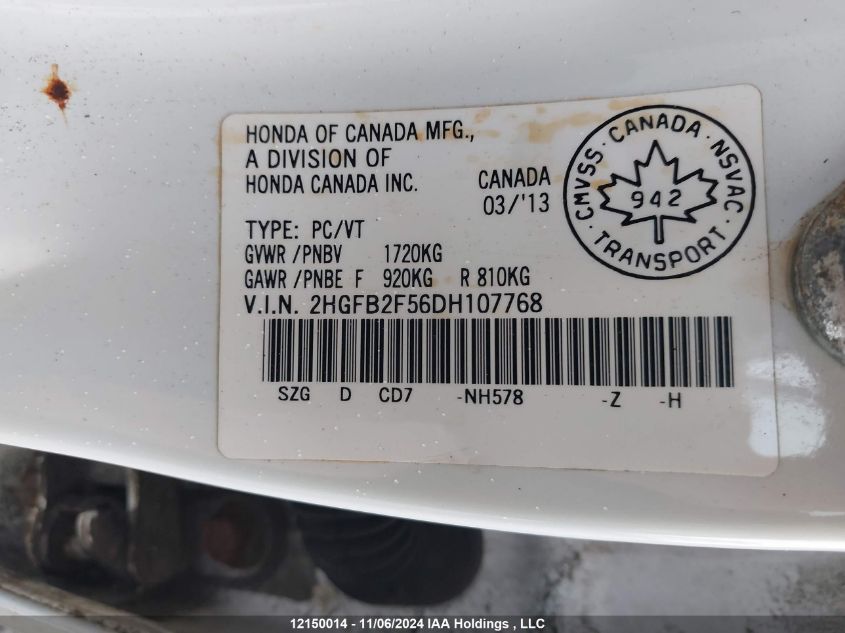 HONDA OF CANADA MFG.,
A DIVISION OF
HONDA CANADA INC. CANADA
03/'13
TYPE: PC/VT
GVWR /PNBV 1720KG
GAWR /PNBE F 920KG R 810KG
V.I.N. 2HGFB2F56DH107768
SZG D CD7 -NH578 -Z -H
CMVSS · CANADA · NSVAC
942
· TRANSPORT ·
12150014 - 11/06/2024 IAA Holdings , LLC